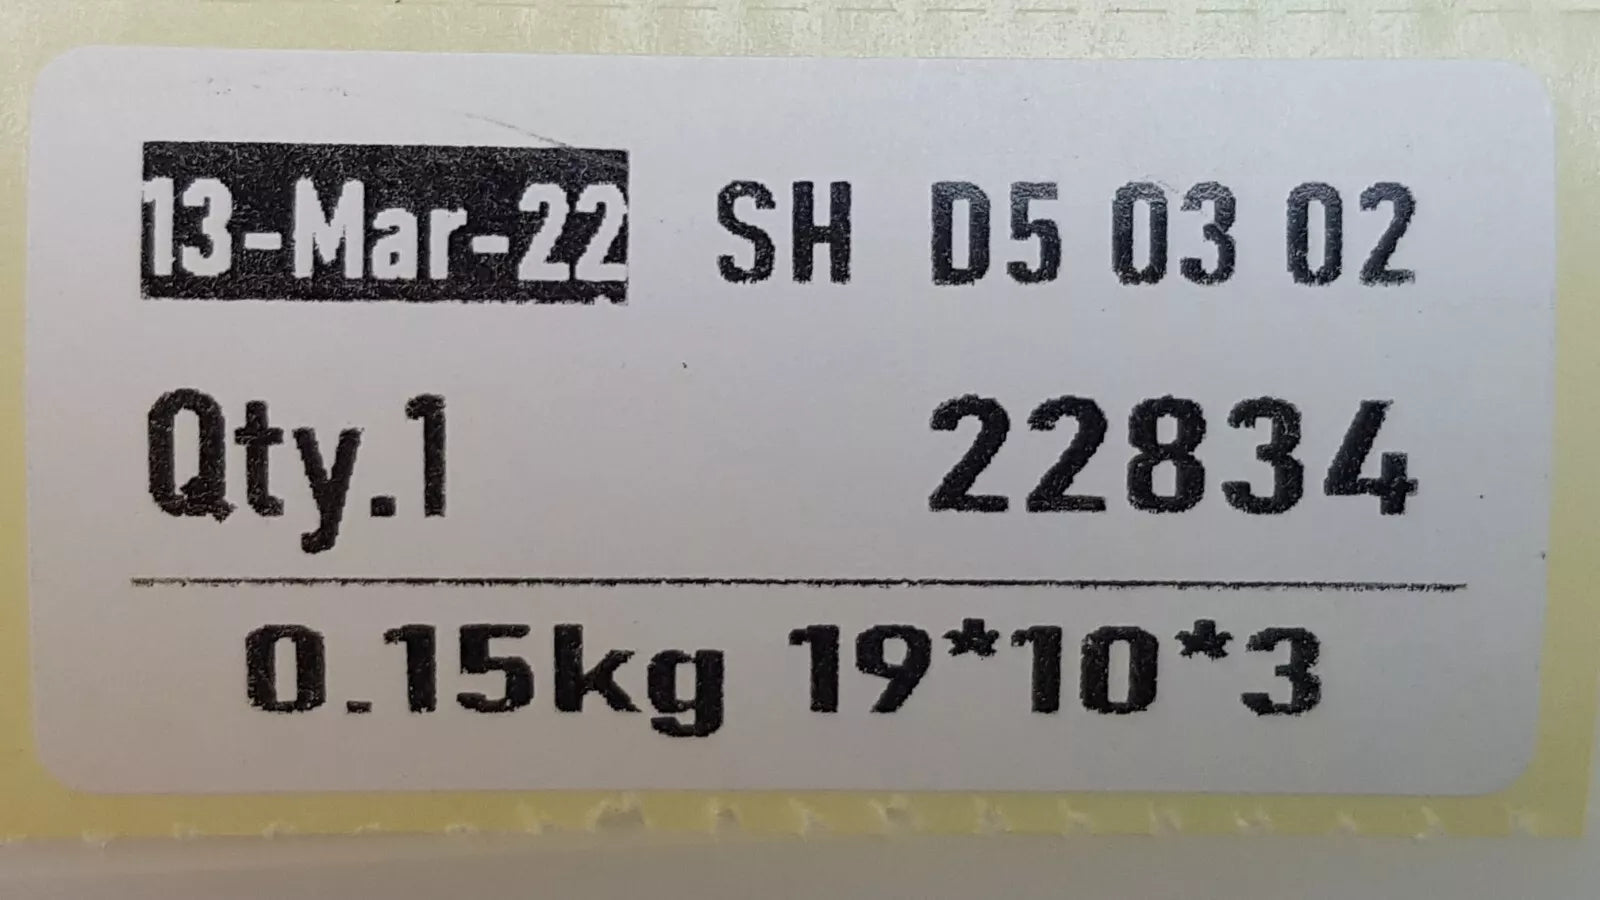 13-Mar-22 SH D5 03 02
Qty.1 22834
0.15kg 19*10*3